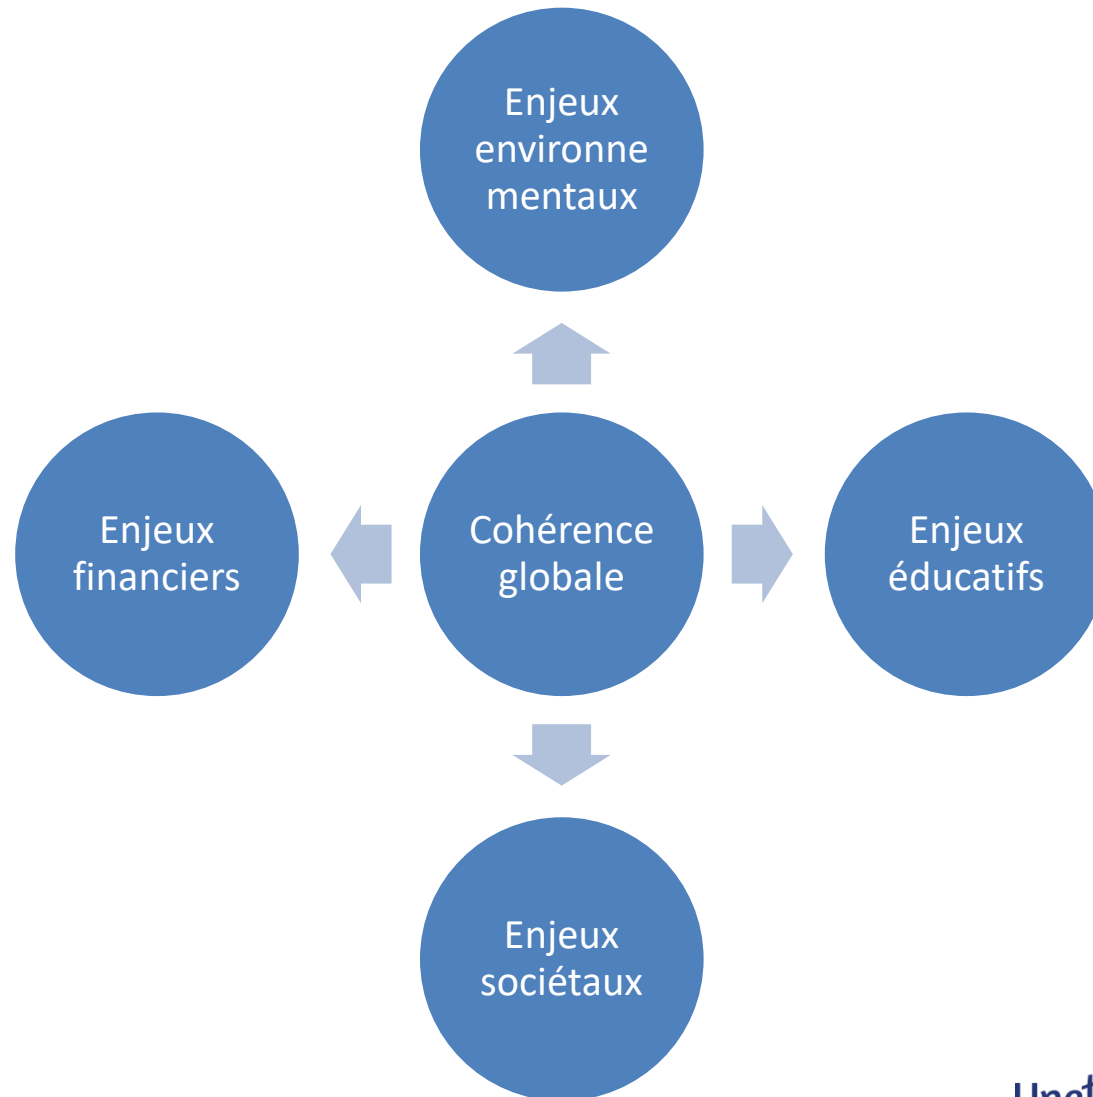 Enjeux
environne
mentaux
Enjeux
financiers
Cohérence
globale
Enjeux
éducatifs
Enjeux
sociétaux